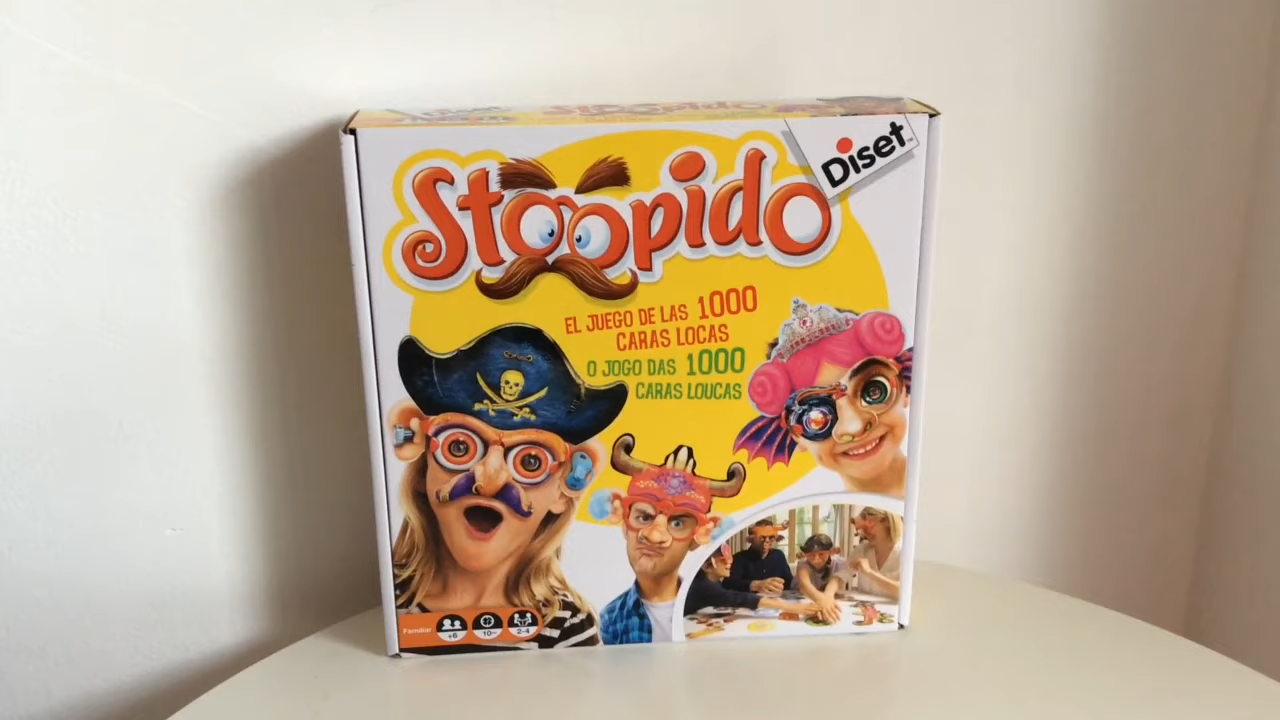 Stoopido
Diset
Stoopido
EL JUEGO DE LAS 1000
CARAS LOCAS
O JOGO DAS 1000
CARAS LOUCAS
Familiar
+6
10~
2-4